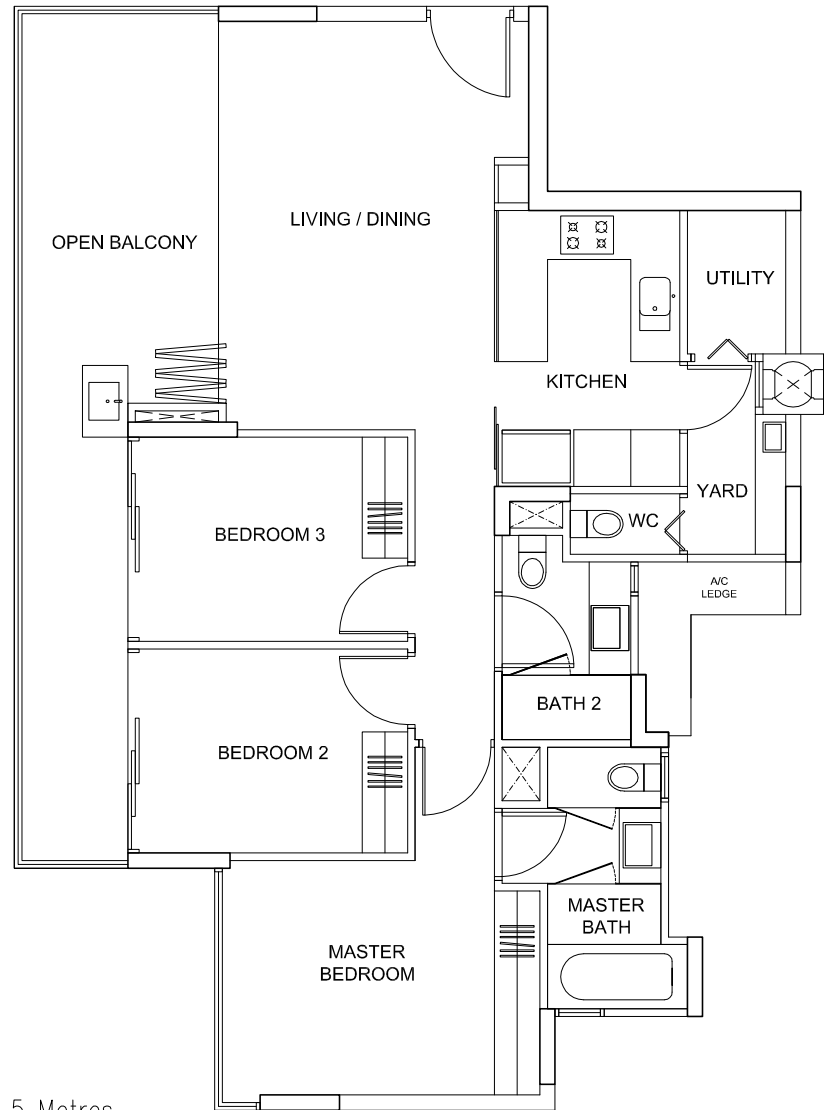 LIVING / DINING
OPEN BALCONY
UTILITY
KITCHEN
YARD
WC
BEDROOM 3
A/C
LEDGE
BATH 2
BEDROOM 2
MASTER
BATH
MASTER
BEDROOM
5 Metres